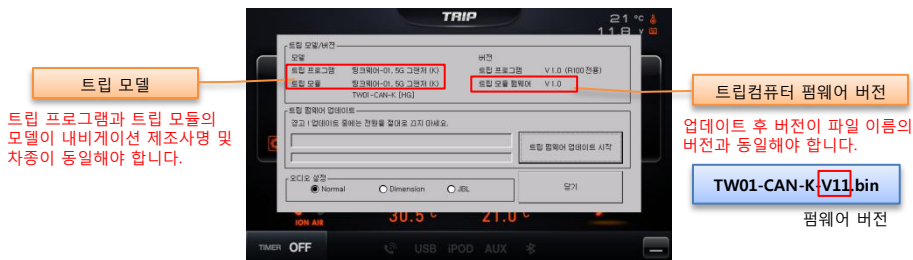 트립 모델
트립 프로그램과 트립 모듈의
모델이 내비게이션 제조사명 및
차종이 동일해야 합니다.
TRIP
21 °C
11.8 V
트립 모델/버전
모델
버전
트립 프로그램 팅크웨어-01, 5G 그랜저 (K)
트립 프로그램 V 1.0 (R100전용)
트립 모듈 팅크웨어-01, 5G 그랜저 (K)
트립 모듈 펌웨어 V 1.0
TW01-CAN-K [HG]
트립 펌웨어 업데이트
경고 ! 업데이트 중에는 전원을 절대로 끄지 마세요.
트립 펌웨어 업데이트 시작
오디오 설정
Normal
Dimension
JBL
닫기
ION AIR
30.5 °C
21.0 °C
TIMER OFF
USB iPOD AUX
트립컴퓨터 펌웨어 버전
업데이트 후 버전이 파일 이름의
버전과 동일해야 합니다.
TW01-CAN-K-V11.bin
펌웨어 버전